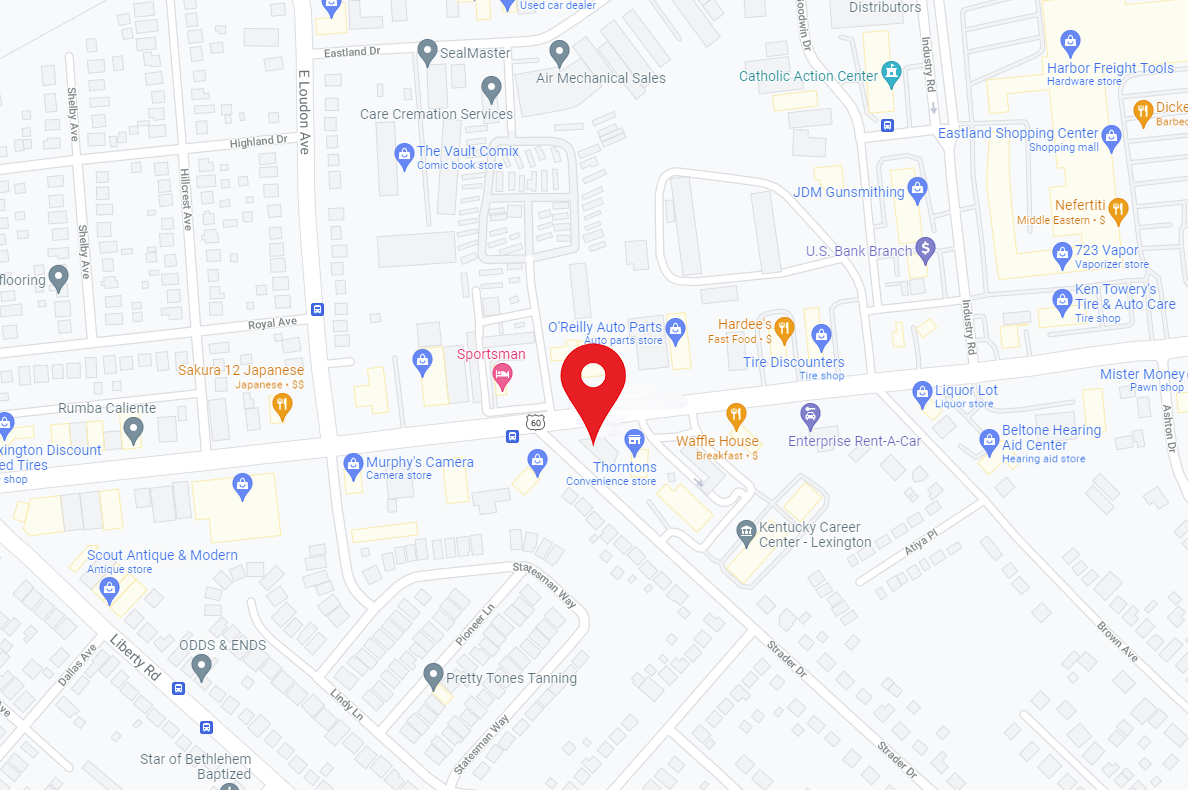 Used car dealer
Distributors
Goodwin Dr
Eastland Dr
SealMaster
Industry Rd
Harbor Freight Tools
Hardware store
Air Mechanical Sales
Catholic Action Center
Shelby Ave
E Loudon Ave
Care Cremation Services
Dicke
Barbec
Highland Dr
Eastland Shopping Center
Shopping mall
The Vault Comix
Comic book store
Hillcrest Ave
JDM Gunsmithing
Nefertiti
Middle Eastern • $
Shelby Ave
U.S. Bank Branch
723 Vapor
Vaporizer store
flooring
Ken Towery's
Tire & Auto Care
Tire shop
Royal Ave
O'Reilly Auto Parts
Auto parts store
Hardee's
Fast Food • $
Industry Rd
Sportsman
Tire Discounters
Tire shop
Sakura 12 Japanese
Japanese • $$
Mister Money
Pawn shop
Liquor Lot
Liquor store
Rumba Caliente
60
Ashton Dr
xington Discount
ed Tires
shop
Waffle House
Breakfast • $
Enterprise Rent-A-Car
Beltone Hearing
Aid Center
Hearing aid store
Murphy's Camera
Camera store
Thorntons
Convenience store
Kentucky Career
Center - Lexington
Atiya Pl
Scout Antique & Modern
Antique store
Statesman Way
Pioneer Ln
Liberty Rd
ODDS & ENDS
Dallas Ave
Strader Dr
Brown Ave
Pretty Tones Tanning
Lindy Ln
Ave
Statesman Way
Strader Dr
Star of Bethlehem
Baptized